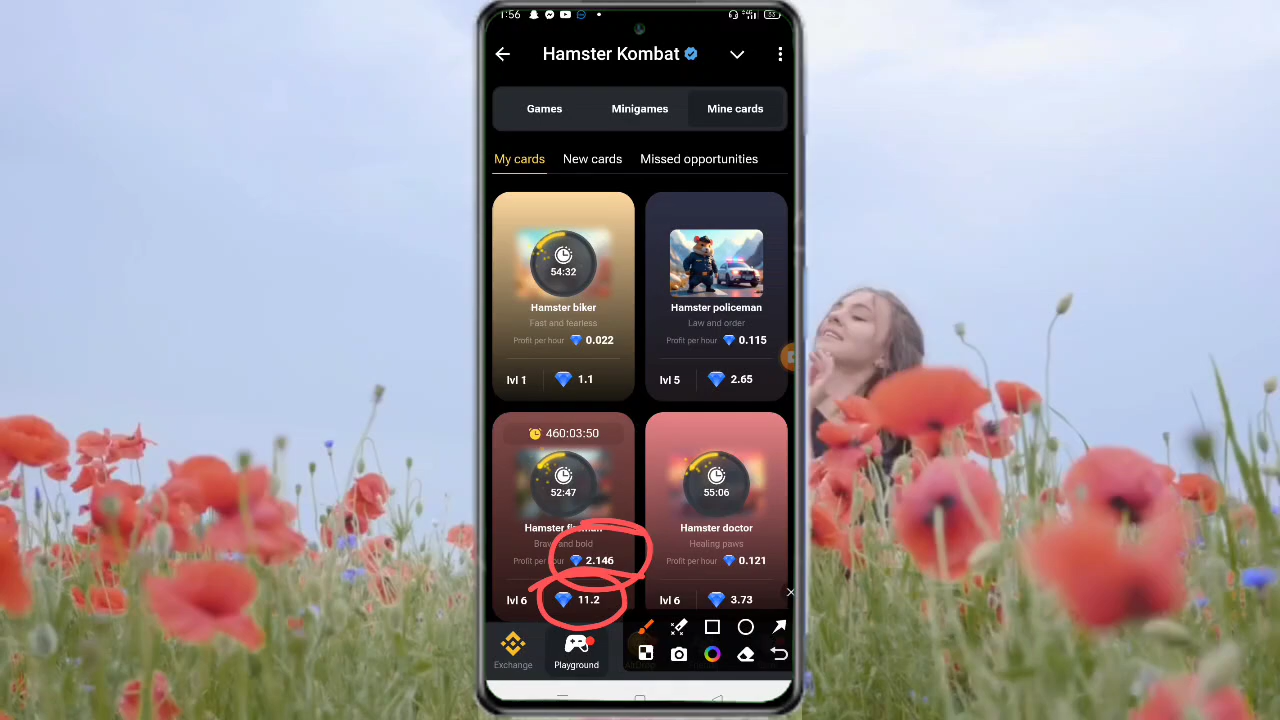 1:56
Hamster Kombat
Games Minigames Mine cards
My cards New cards Missed opportunities
54:32
Hamster biker
Fast and fearless
Profit per hour 0.022
lvl 1 1.1
Hamster policeman
Law and order
Profit per hour 0.115
lvl 5 2.65
460:03:50
52:47
Hamster
Brave and bold
Profit per hour 2.146
lvl 6 11.2
55:06
Hamster doctor
Healing paws
Profit per hour 0.121
lvl 6 3.73
Exchange Playground